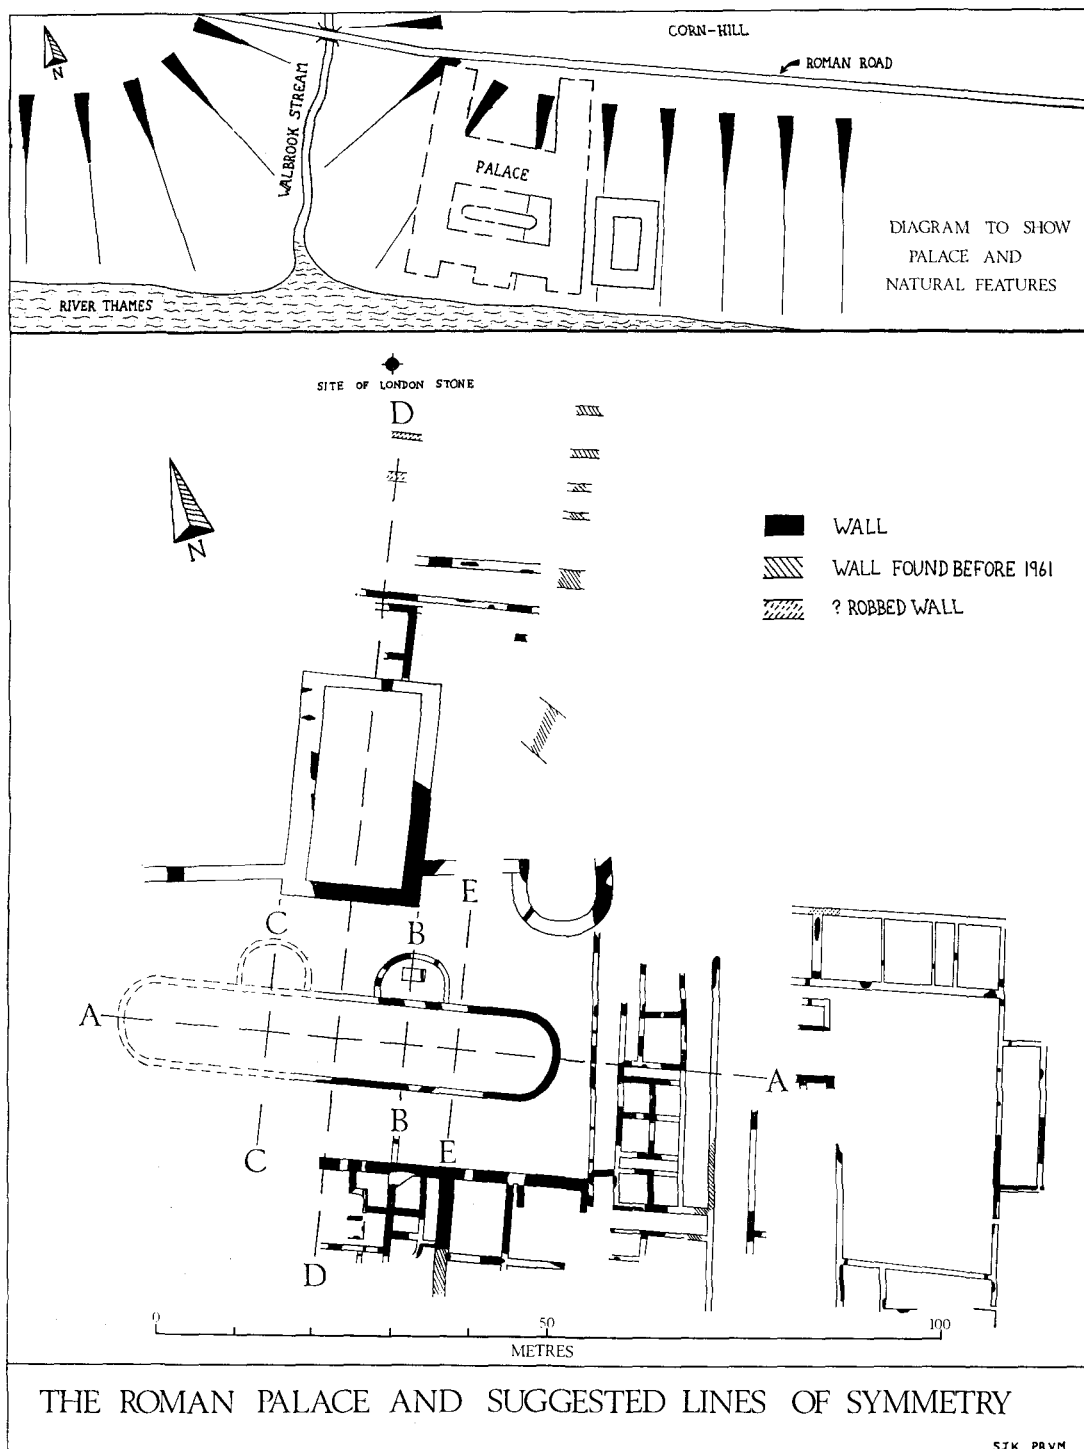 CORN-HILL
ROMAN ROAD
N
WALBROOK STREAM
PALACE
DIAGRAM TO SHOW
PALACE AND
NATURAL FEATURES
RIVER THAMES
SITE OF LONDON STONE
D
N
WALL
WALL FOUND BEFORE 1961
? ROBBED WALL
E
C
B
A
A
B
E
C
D
0 50 100
METRES
THE ROMAN PALACE AND SUGGESTED LINES OF SYMMETRY
SJK PRVM